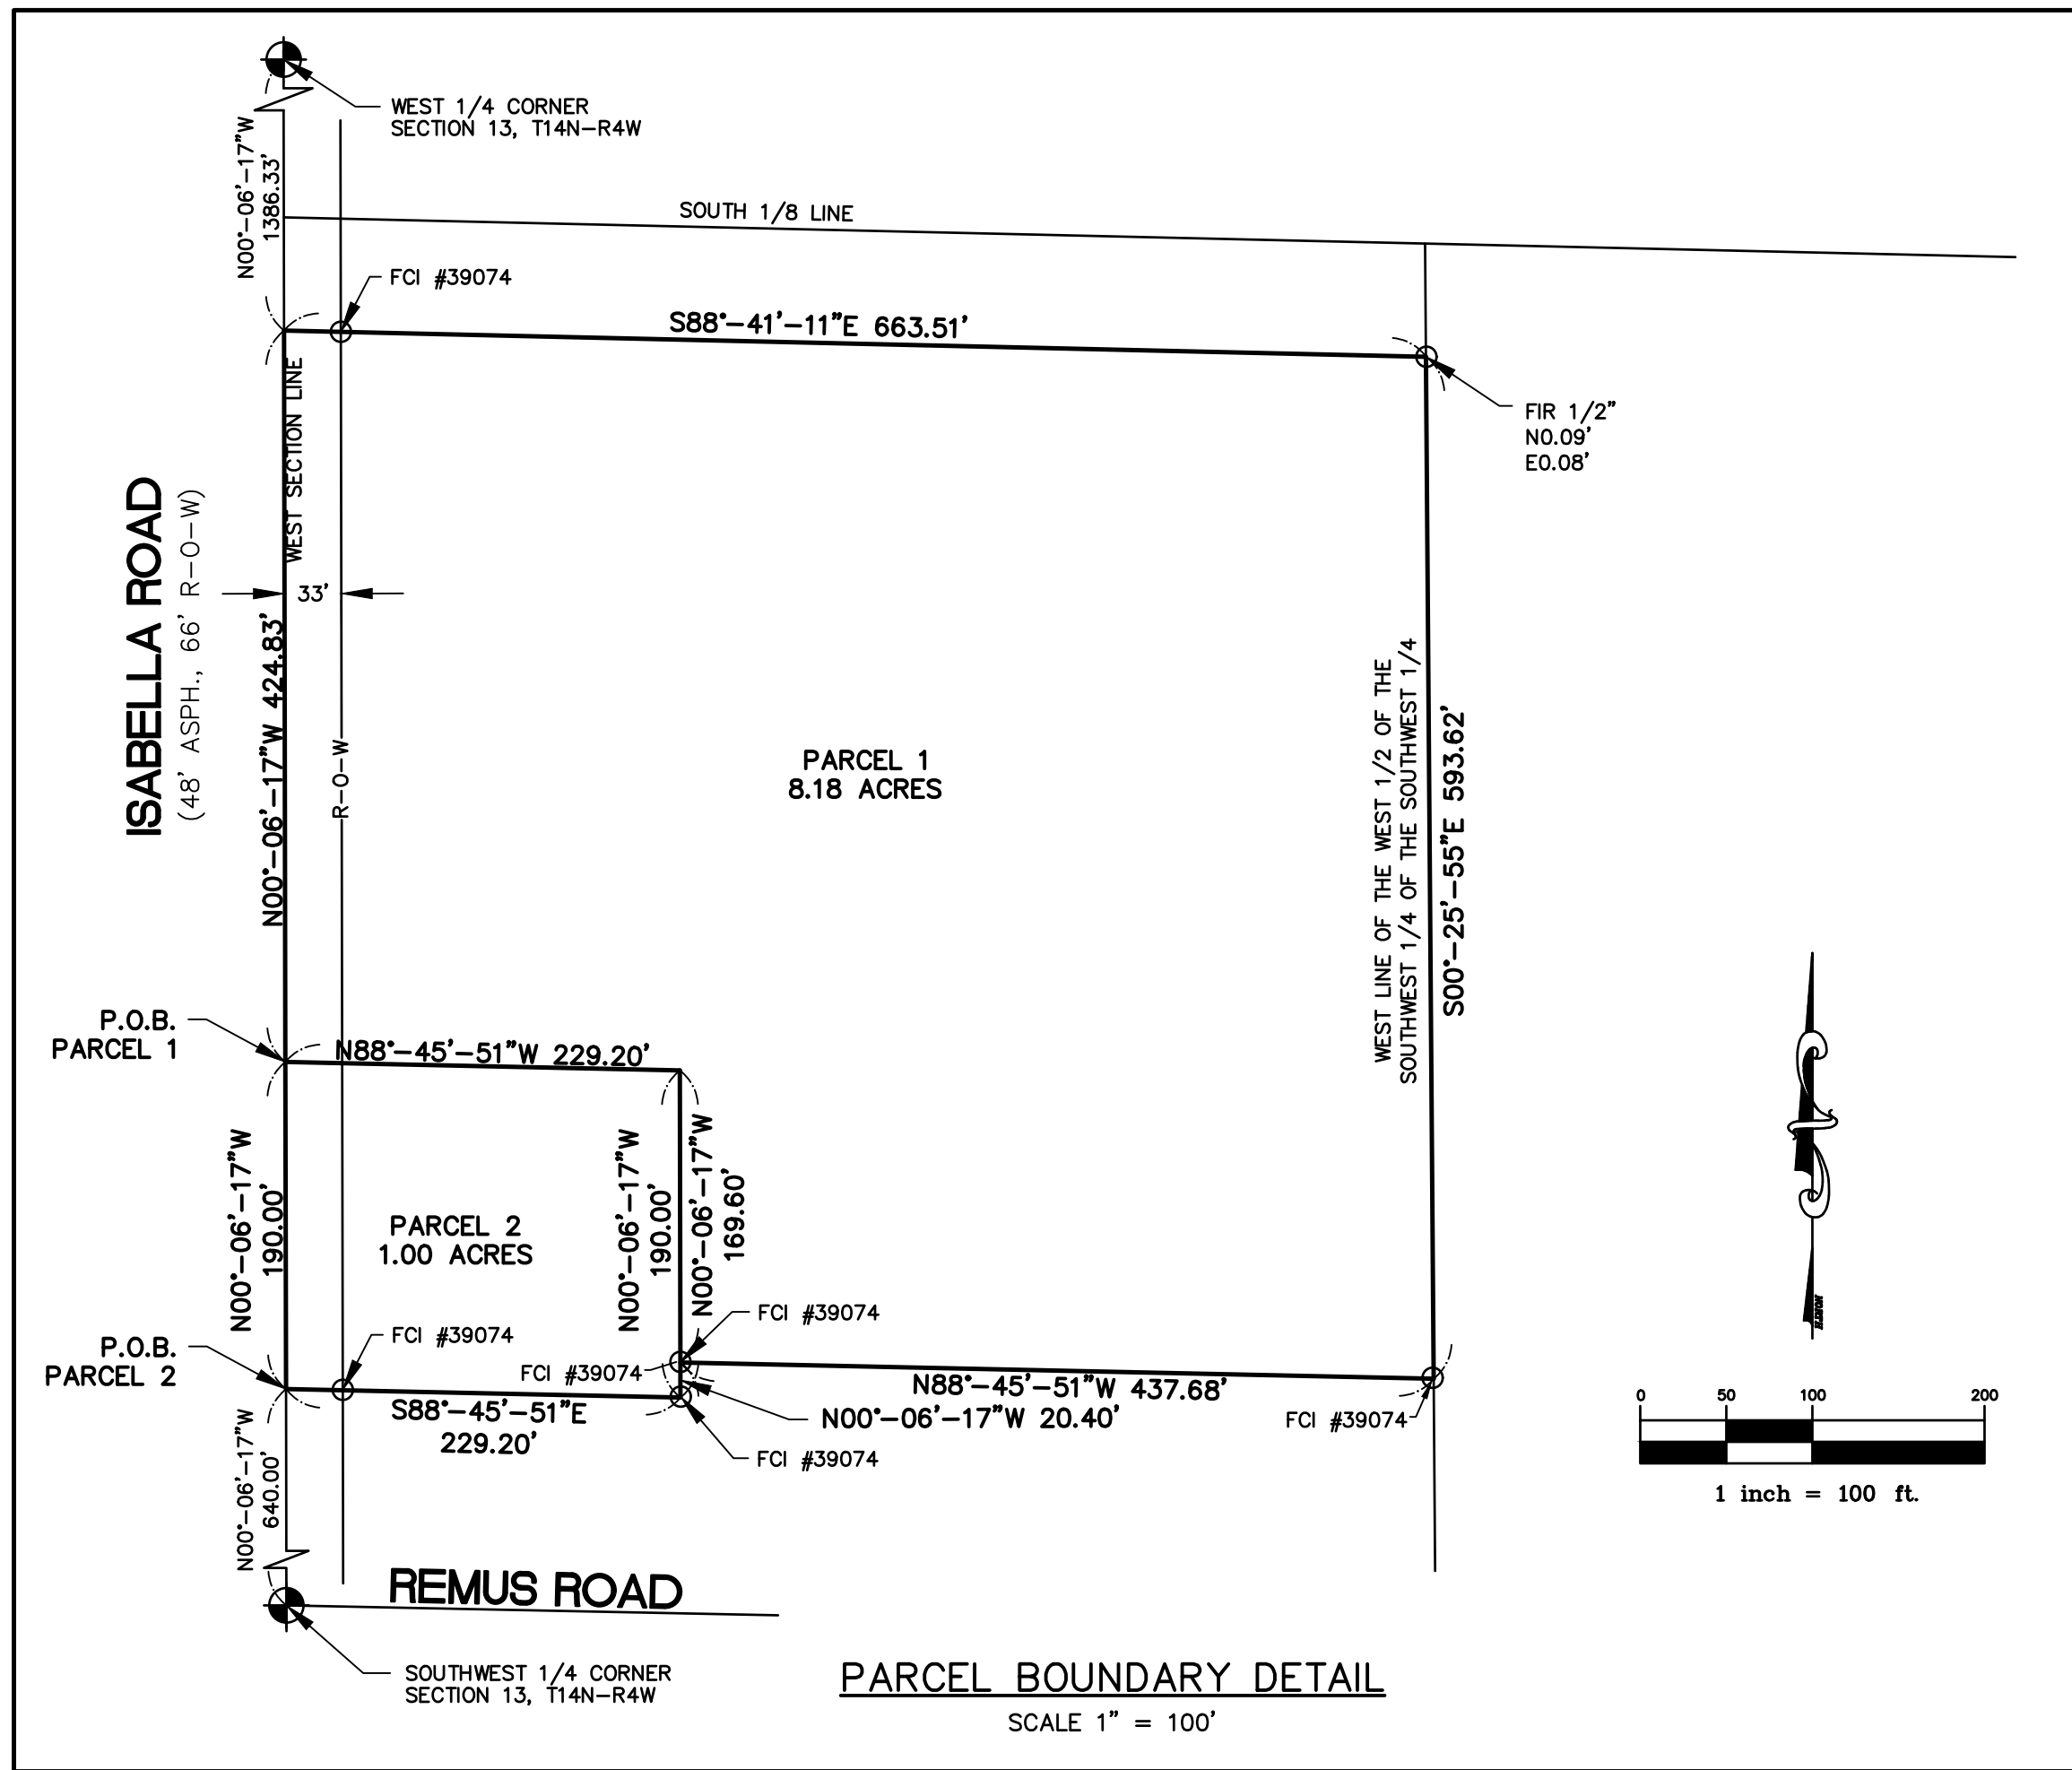 WEST 1/4 CORNER
SECTION 13, T14N-R4W
N00°-06'-17"W
1386.33'
SOUTH 1/8 LINE
FCI #39074
S88°-41'-11"E 663.51'
FIR 1/2"
N0.09'
E0.08'
WEST SECTION LINE
ISABELLA ROAD
(48' ASPH., 66' R-O-W)
33'
N00°-06'-17"W 424.83'
R-O-W
PARCEL 1
8.18 ACRES
WEST LINE OF THE WEST 1/2 OF THE
SOUTHWEST 1/4 OF THE SOUTHWEST 1/4
S00°-25'-55"E 593.62'
P.O.B.
PARCEL 1
N88°-45'-51"W 229.20'
N00°-06'-17"W
190.00'
PARCEL 2
1.00 ACRES
N00°-06'-17"W
190.00'
N00°-06'-17"W
169.60'
NORTH
P.O.B.
PARCEL 2
FCI #39074
FCI #39074
FCI #39074
N88°-45'-51"W 437.68'
S88°-45'-51"E
229.20'
N00°-06'-17"W 20.40'
FCI #39074
FCI #39074
0 50 100 200
1 inch = 100 ft.
N00°-06'-17"W
640.00'
REMUS ROAD
SOUTHWEST 1/4 CORNER
SECTION 13, T14N-R4W
PARCEL BOUNDARY DETAIL
SCALE 1" = 100'